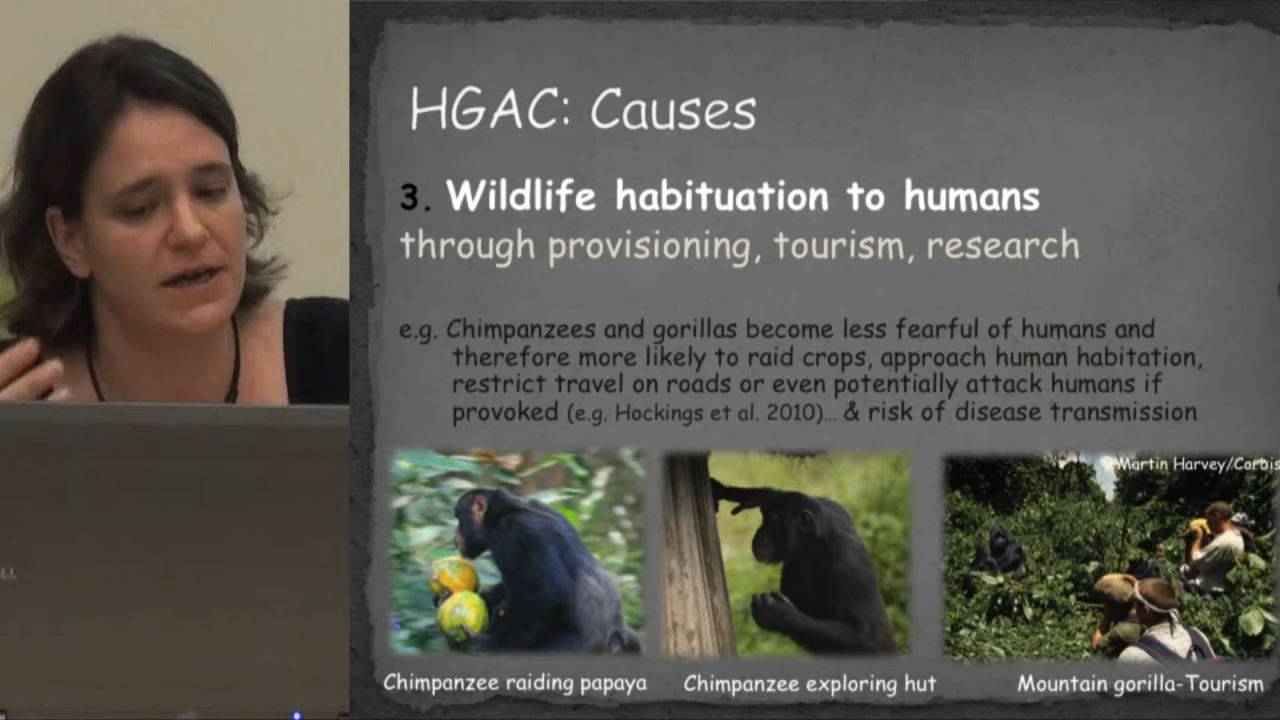 HGAC: Causes
3. Wildlife habituation to humans
through provisioning, tourism, research
e.g. Chimpanzees and gorillas become less fearful of humans and
therefore more likely to raid crops, approach human habitation,
restrict travel on roads or even potentially attack humans if
provoked (e.g. Hockings et al. 2010)... & risk of disease transmission
Martin Harvey/Corbis
Chimpanzee raiding papaya
Chimpanzee exploring hut
Mountain gorilla-Tourism